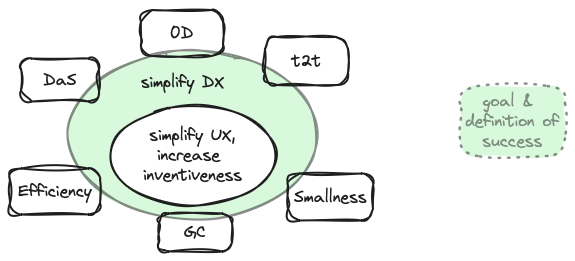 OD
t2t
DaS
simplify DX
simplify UX,
increase
inventiveness
Efficiency
Smallness
GC
goal &
definition of
success